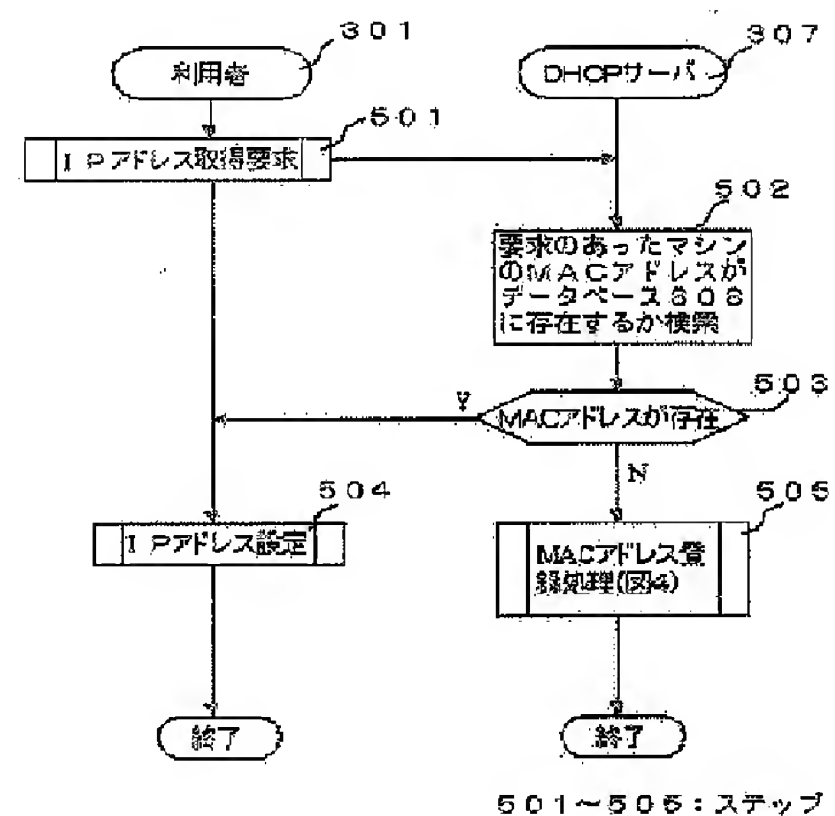 301
利用者
307
DHCPサーバ
501
IPアドレス取得要求
502
要求のあったマシン
のMACアドレスが
データベース308
に存在するか検索
503
MACアドレスが存在
Y
N
504
IPアドレス設定
505
MACアドレス登
録処理(図4)
終了
終了
501~505:ステップ